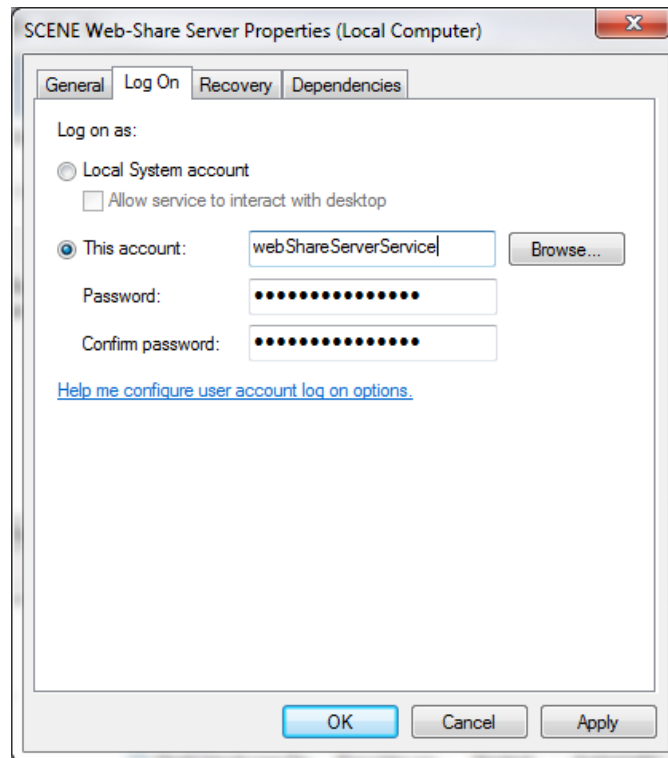 SCENE Web-Share Server Properties (Local Computer)
General Log On Recovery Dependencies
Log on as:
Local System account
Allow service to interact with desktop
This account: webShareServerService Browse...
Password: ●●●●●●●●●●●●●●●
Confirm password: ●●●●●●●●●●●●●●●
Help me configure user account log on options.
OK Cancel Apply